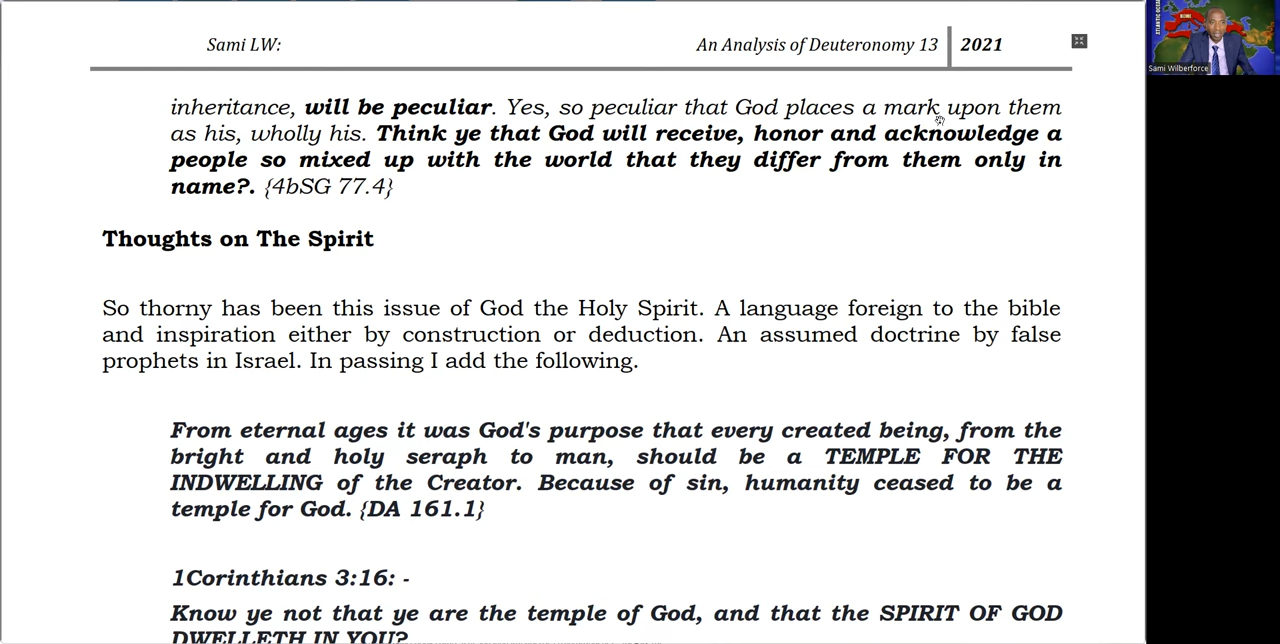 Sami LW:
An Analysis of Deuteronomy 13 2021
ATLANTIC OCEAN
ROME
Sami Wilberforce
inheritance, will be peculiar. Yes, so peculiar that God places a mark upon them
as his, wholly his. Think ye that God will receive, honor and acknowledge a
people so mixed up with the world that they differ from them only in
name?. {4bSG 77.4}
Thoughts on The Spirit
So thorny has been this issue of God the Holy Spirit. A language foreign to the bible
and inspiration either by construction or deduction. An assumed doctrine by false
prophets in Israel. In passing I add the following.
From eternal ages it was God's purpose that every created being, from the
bright and holy seraph to man, should be a TEMPLE FOR THE
INDWELLING of the Creator. Because of sin, humanity ceased to be a
temple for God. {DA 161.1}
1Corinthians 3:16: -
Know ye not that ye are the temple of God, and that the SPIRIT OF GOD
DWELLETH IN YOU?